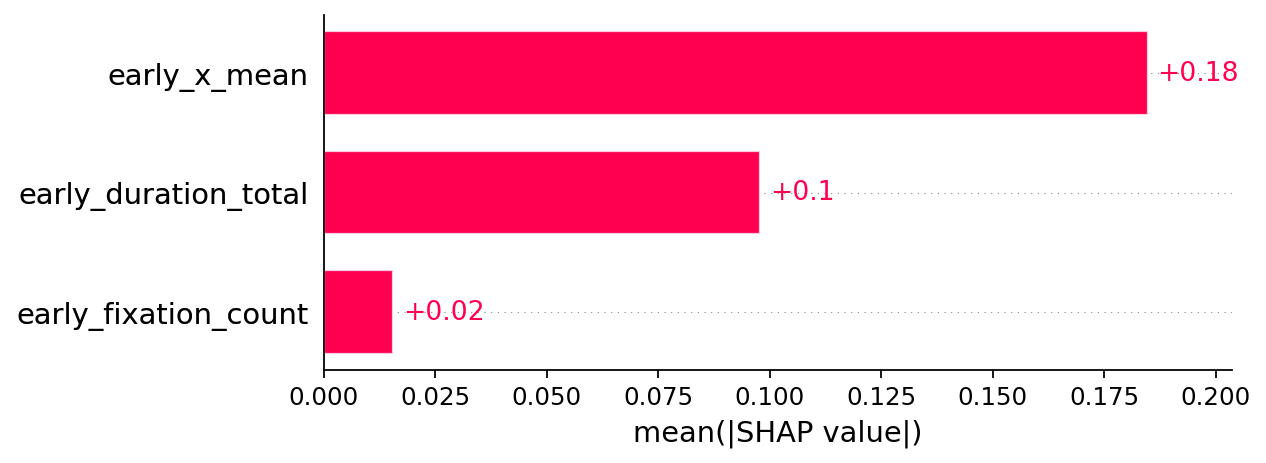 early_x_mean
+0.18
early_duration_total
+0.1
early_fixation_count
+0.02
0.000 0.025 0.050 0.075 0.100 0.125 0.150 0.175 0.200
mean(|SHAP value|)